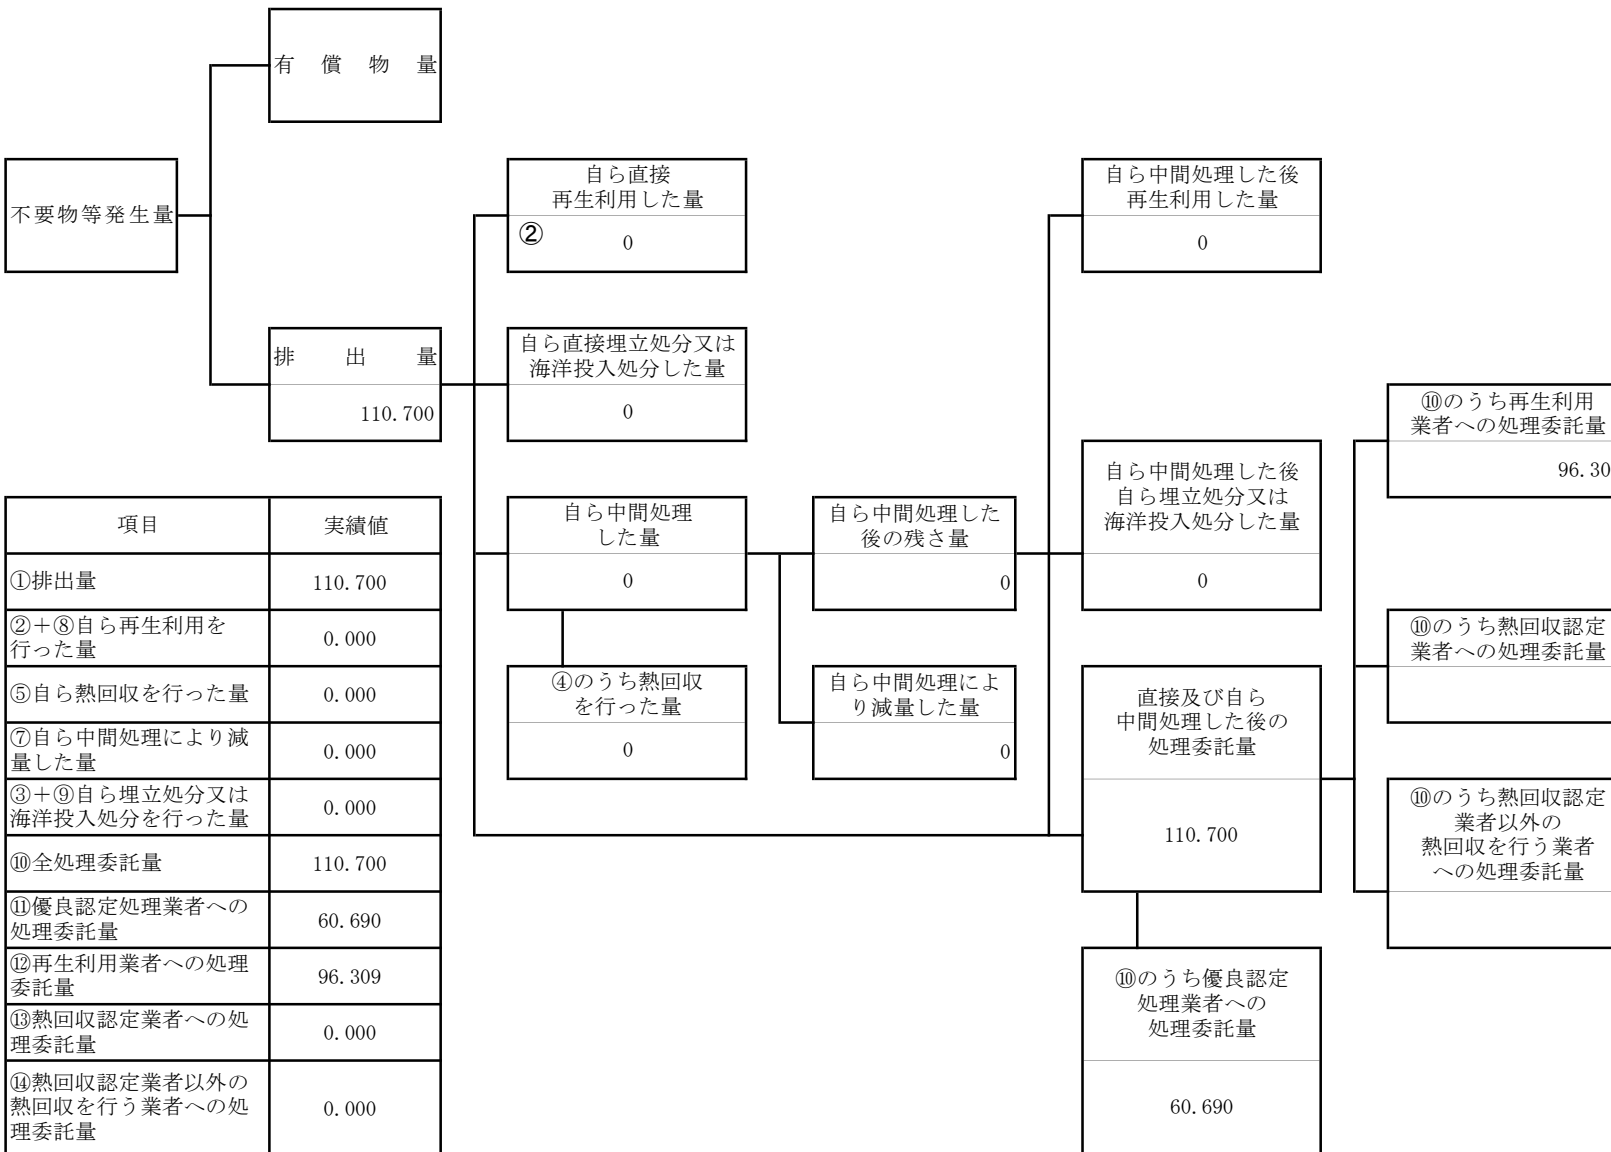 有償物量
不要物等発生量
排出量
110.700
自ら直接
再生利用した量
②
0
自ら直接埋立処分又は
海洋投入処分した量
0
自ら中間処理
した量
0
④のうち熱回収
を行った量
0
自ら中間処理した
後の残さ量
0
自ら中間処理によ
り減量した量
0
自ら中間処理した後
再生利用した量
0
自ら中間処理した後
自ら埋立処分又は
海洋投入処分した量
0
直接及び自ら
中間処理した後の
処理委託量
110.700
⑩のうち優良認定
処理業者への
処理委託量
60.690
⑩のうち再生利用
業者への処理委託量
96.30
⑩のうち熱回収認定
業者への処理委託量
⑩のうち熱回収認定
業者以外の
熱回収を行う業者
への処理委託量
項目 実績値
①排出量 110.700
②＋⑧自ら再生利用を
行った量 0.000
⑤自ら熱回収を行った量 0.000
⑦自ら中間処理により減
量した量 0.000
③＋⑨自ら埋立処分又は
海洋投入処分を行った量 0.000
⑩全処理委託量 110.700
⑪優良認定処理業者への
処理委託量 60.690
⑫再生利用業者への処理
委託量 96.309
⑬熱回収認定業者への処
理委託量 0.000
⑭熱回収認定業者以外の
熱回収を行う業者への処
理委託量 0.000